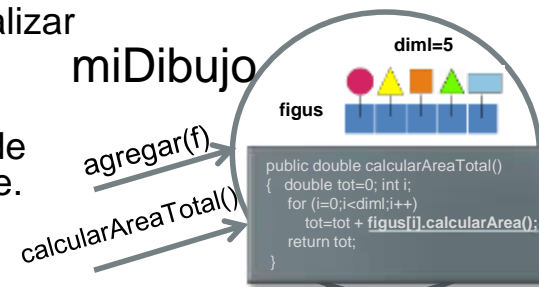 alizar
miDibujo
diml=5
figus
le
e.
agregar(f)
calcularAreaTotal()
public double calcularAreaTotal()
{ double tot=0; int i;
for (i=0;i<diml;i++)
tot=tot + figus[i].calcularArea();
return tot;
}